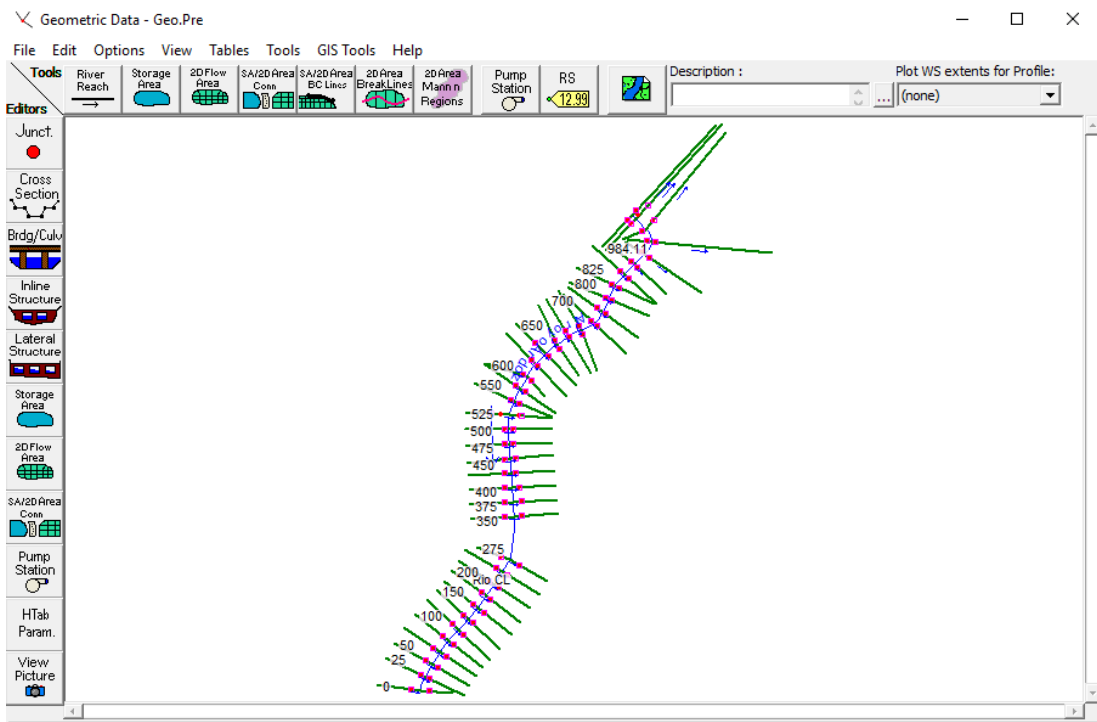 Geometric Data - Geo.Pre
File Edit Options View Tables Tools GIS Tools Help
Tools
Editors
River
Reach
Storage
Area
2D Flow
Area
SA/2D Area
Conn
SA/2D Area
BC Lines
2D Area
BreakLines
2D Area
Mann n
Regions
Pump
Station
RS
12.99
Description :
...
Plot WS extents for Profile:
(none)
Junct.
Cross
Section
Brdg/Culv
Inline
Structure
Lateral
Structure
Storage
Area
2D Flow
Area
SA/2D Area
Conn
Pump
Station
HTab
Param.
View
Picture
984.11
825
800
700
650
600
550
525
500
475
450
400
375
350
275
200
Rio CL
150
100
50
25
0